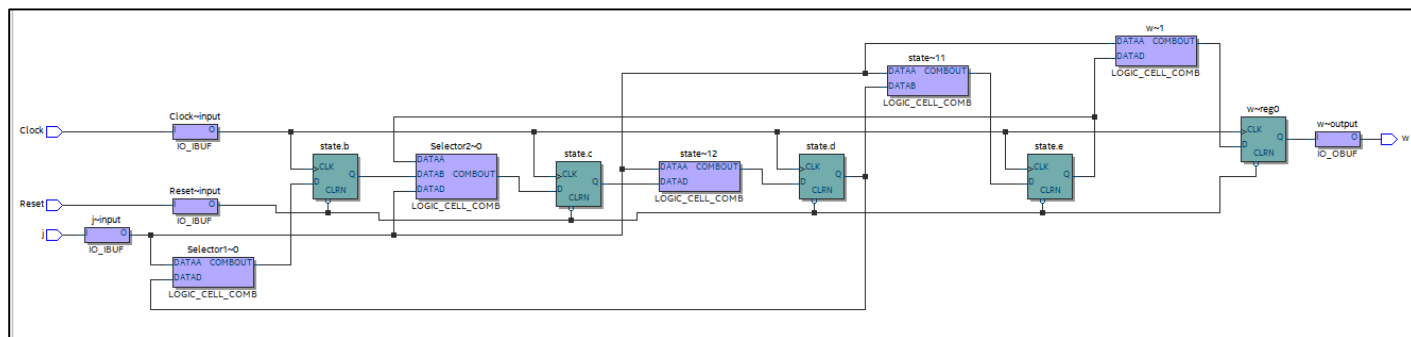 w~1
DATAA COMBOUT
DATAD
LOGIC_CELL_COMB
state~11
DATAA COMBOUT
DATAB
LOGIC_CELL_COMB
w~reg0
CLK
D
Q
CLRN
w~output
I O
IO_OBUF
w
Clock
Clock~input
I O
IO_IBUF
state.b
CLK
D
Q
CLRN
Selector2~0
DATAA
DATAB
COMBOUT
DATAD
LOGIC_CELL_COMB
state.c
CLK
D
Q
CLRN
state~12
DATAA COMBOUT
DATAD
LOGIC_CELL_COMB
state.d
CLK
D
Q
CLRN
state.e
CLK
D
Q
CLRN
Reset
Reset~input
I O
IO_IBUF
j
j~input
I O
IO_IBUF
Selector1~0
DATAA COMBOUT
DATAD
LOGIC_CELL_COMB